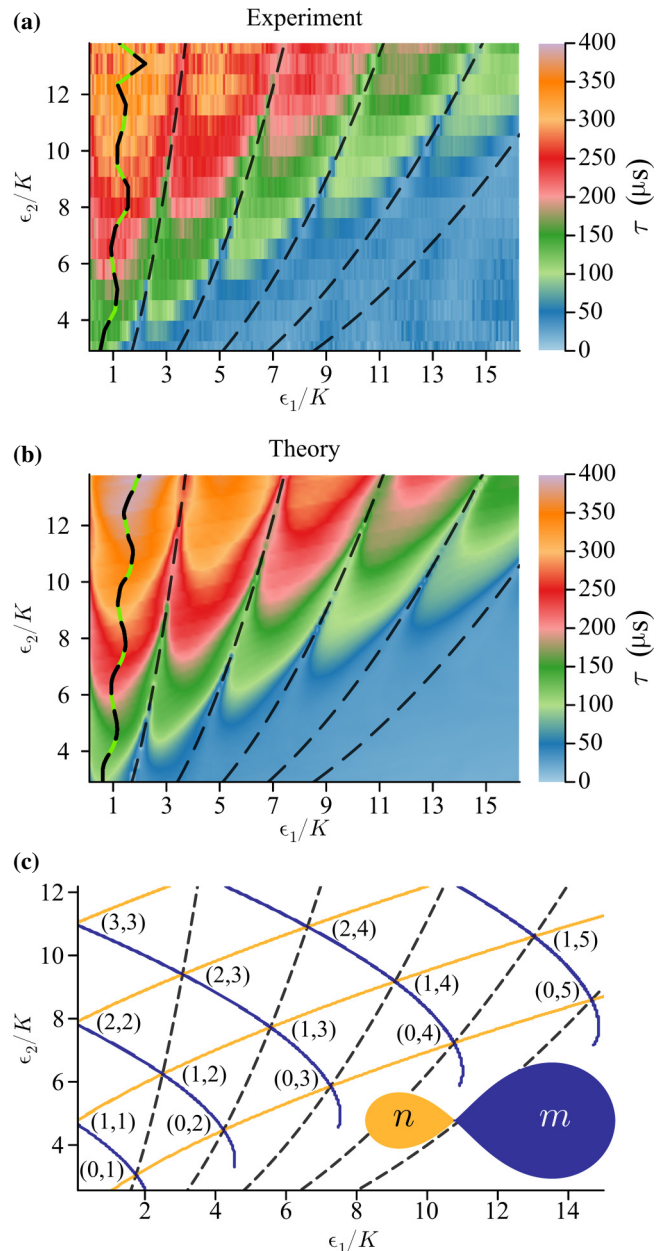 (a)
Experiment
12
10
8
6
4
ϵ2/K
1 3 5 7 9 11 13 15
ϵ1/K
400
350
300
250
200
150
100
50
0
τ (μs)
(b)
Theory
12
10
8
6
4
ϵ2/K
1 3 5 7 9 11 13 15
ϵ1/K
400
350
300
250
200
150
100
50
0
τ (μs)
(c)
12
10
8
6
4
ϵ2/K
(3,3) (2,4) (1,5)
(2,3) (1,4) (0,5)
(2,2) (1,3) (0,4)
(1,2) (0,3)
(1,1) (0,2)
(0,1)
n m
2 4 6 8 10 12 14
ϵ1/K